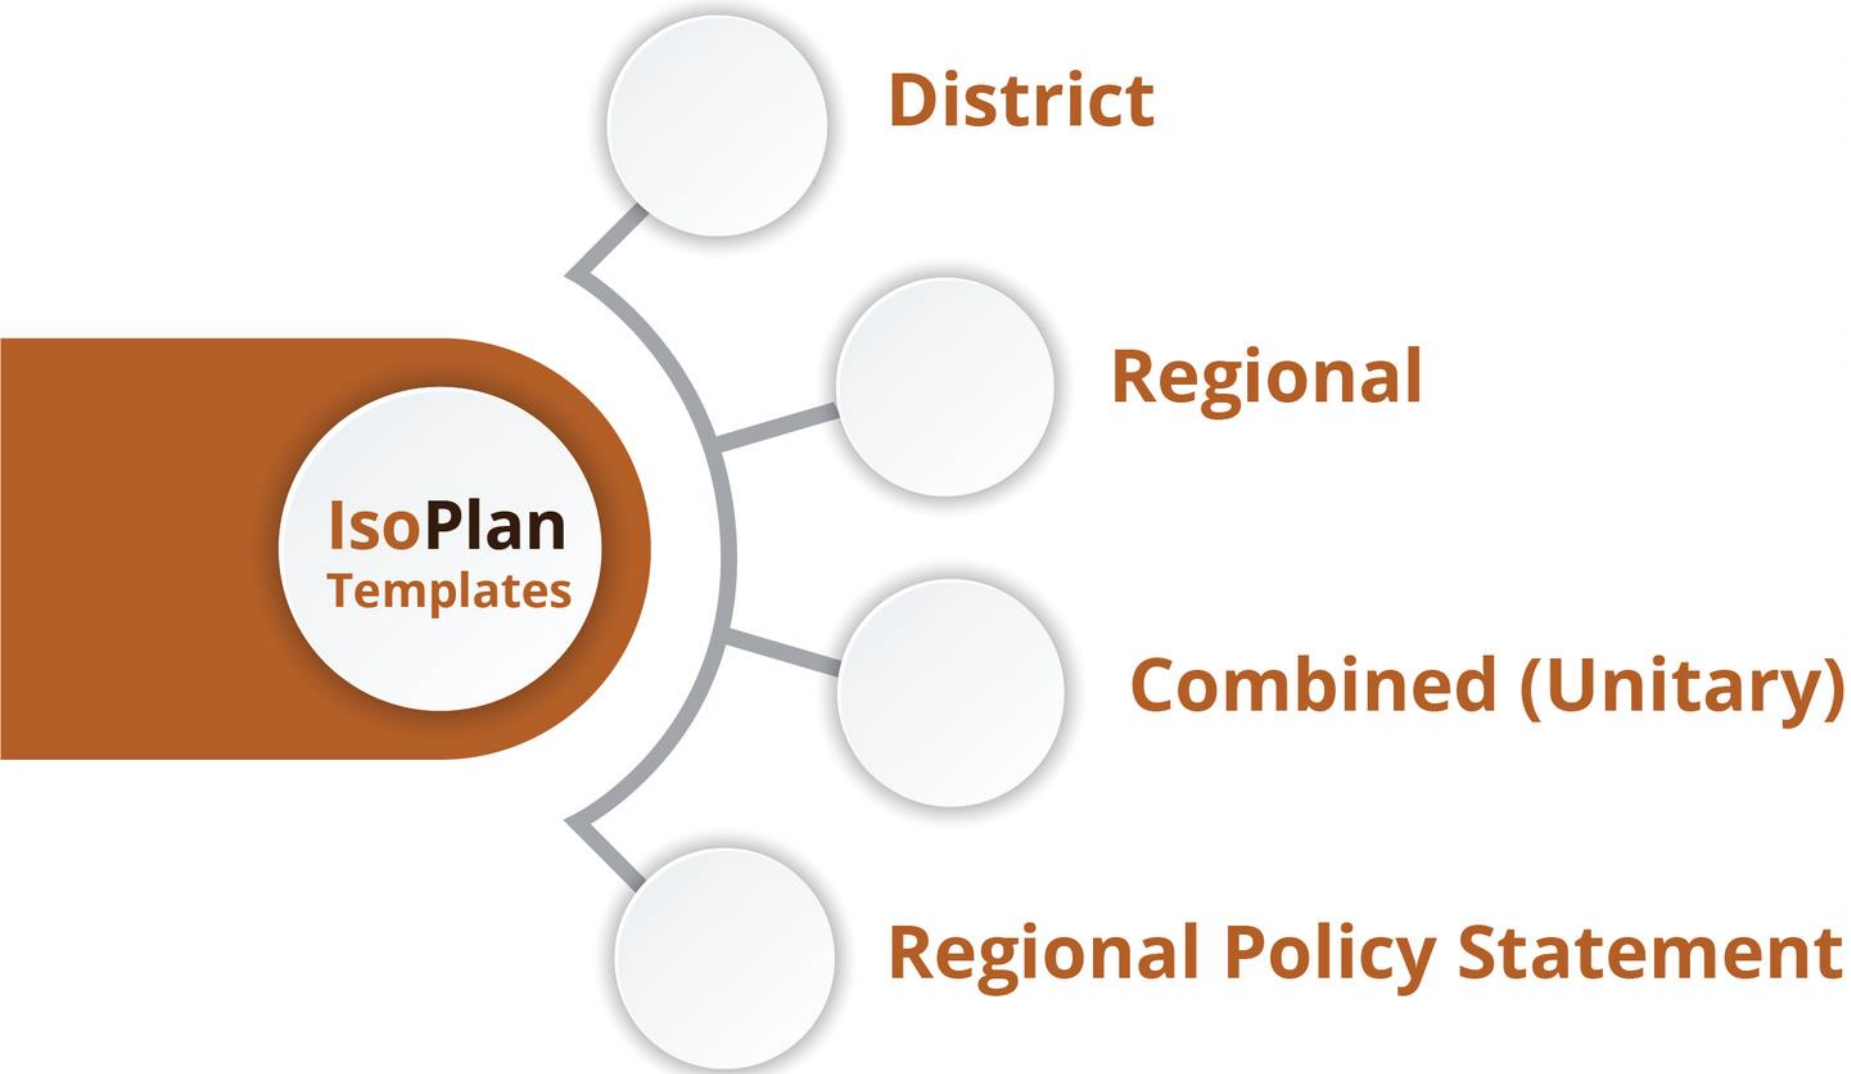 District
Regional
IsoPlan
Templates
Combined (Unitary)
Regional Policy Statement